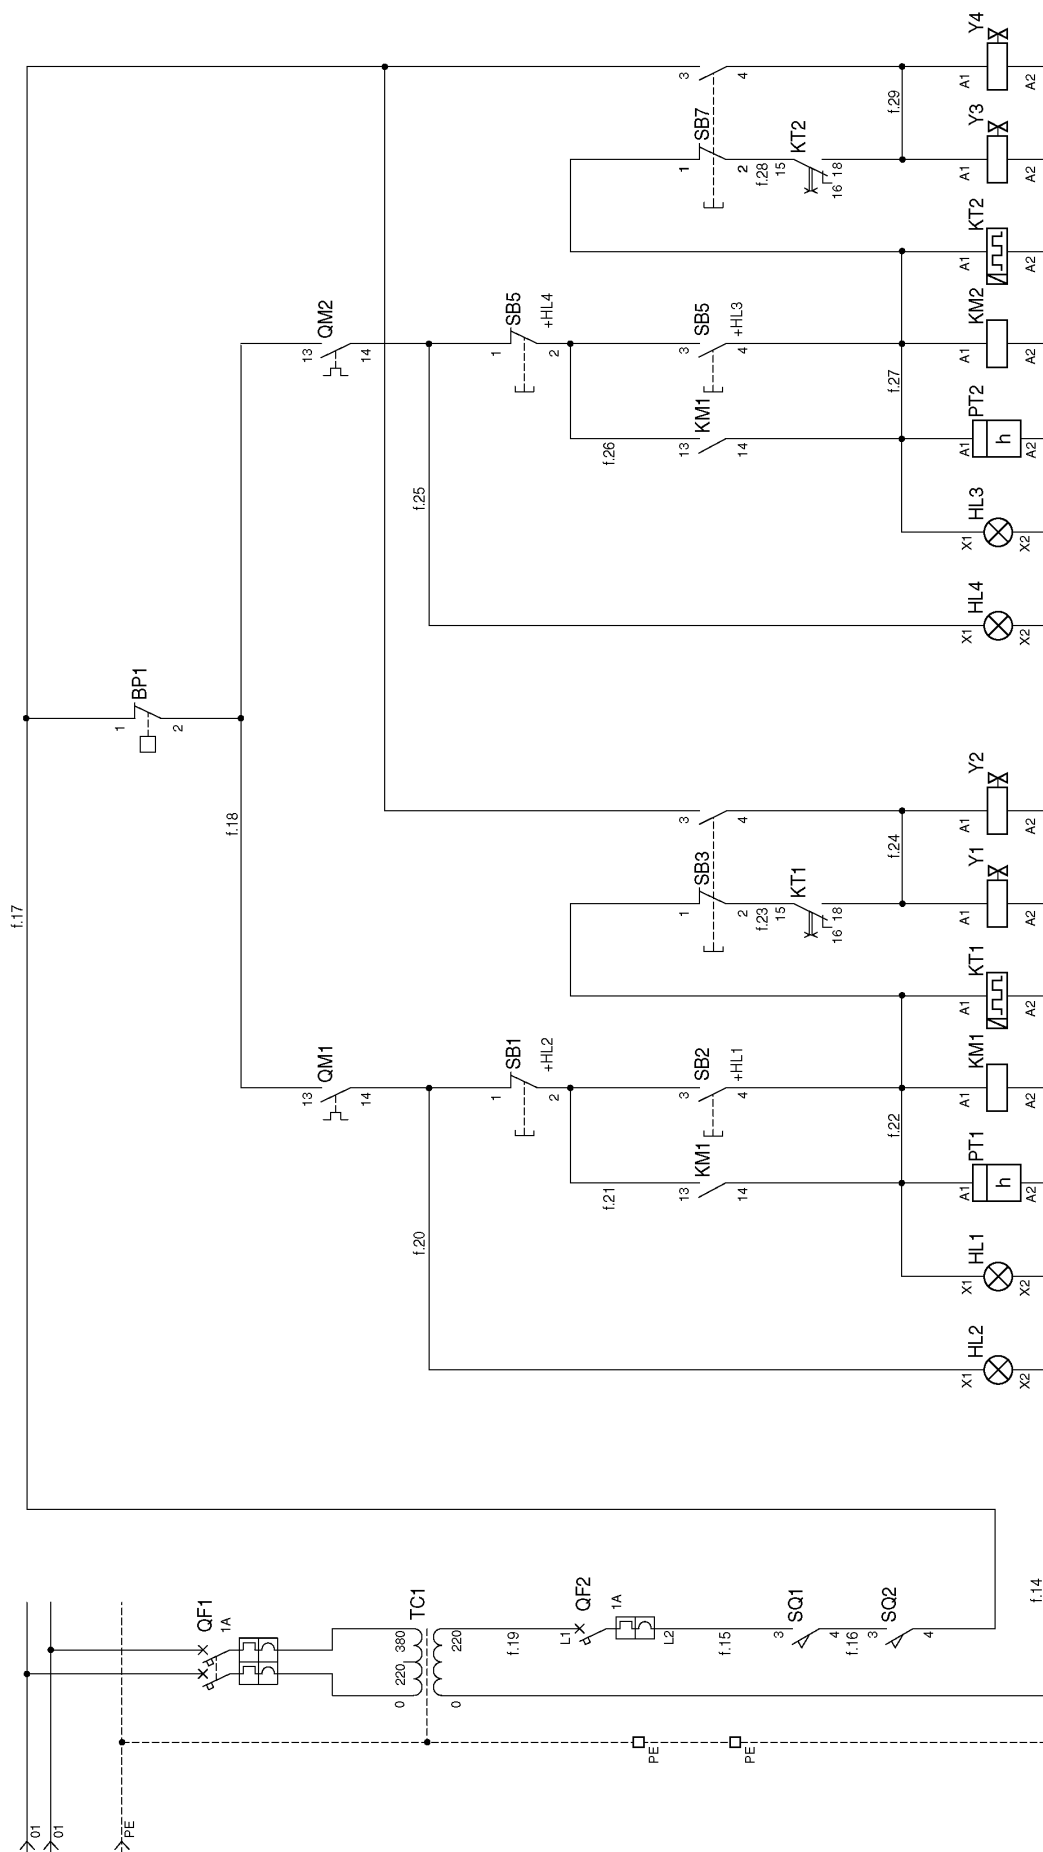 01
01
PE
QF1
1A
0
220
380
TC1
0
220
f.19
PE
PE
L1
QF2
1A
L2
f.15
3
SQ1
4
f.16
3
SQ2
4
f.14
f.17
1
BP1
2
f.18
13
QM1
14
f.20
1
SB1
+HL2
2
f.21
13
KM1
14
3
SB2
+HL1
4
f.22
1
SB3
2
3
4
f.23
15
KT1
16
18
f.24
X1
HL2
X2
X1
HL1
X2
A1
PT1
h
A2
A1
KM1
A2
A1
KT1
A2
A1
Y1
A2
A1
Y2
A2
13
QM2
14
f.25
1
SB5
+HL4
2
f.26
13
KM1
14
3
SB5
+HL3
4
f.27
1
SB7
2
3
4
f.28
15
KT2
16
18
f.29
X1
HL4
X2
X1
HL3
X2
A1
PT2
h
A2
A1
KM2
A2
A1
KT2
A2
A1
Y3
A2
A1
Y4
A2